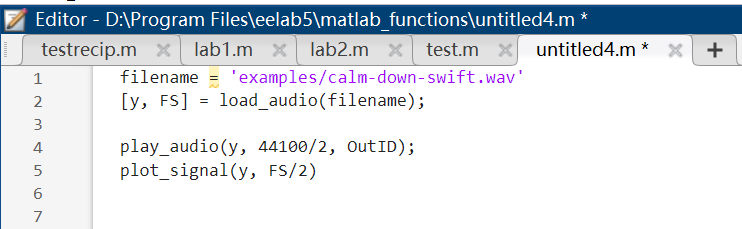 Editor - D:\Program Files\eelab5\matlab_functions\untitled4.m *
testrecip.m × lab1.m × lab2.m × test.m × untitled4.m * × +
1 filename = 'examples/calm-down-swift.wav'
2 [y, FS] = load_audio(filename);
3
4 play_audio(y, 44100/2, OutID);
5 plot_signal(y, FS/2)
6
7